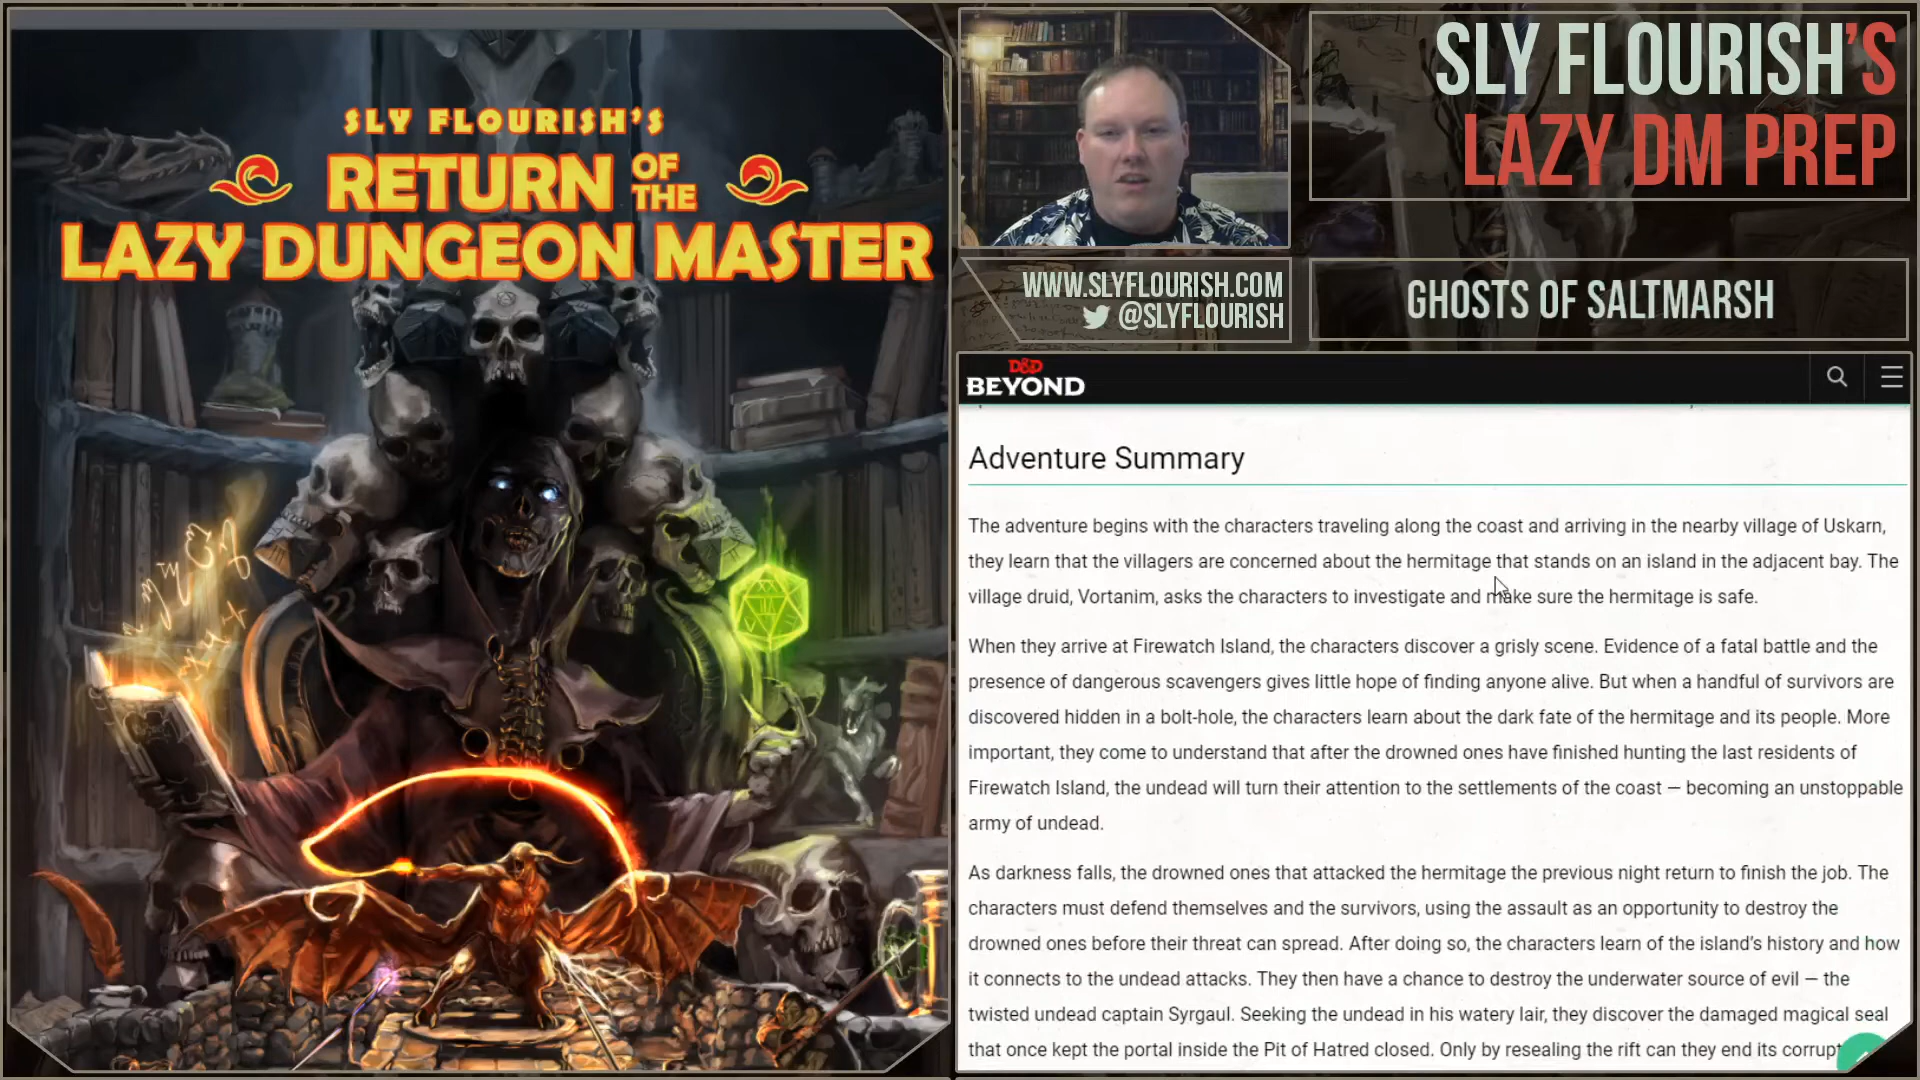 SLY FLOURISH'S
RETURN OF THE
LAZY DUNGEON MASTER
WWW.SLYFLOURISH.COM
@SLYFLOURISH
SLY FLOURISH'S
LAZY DM PREP
GHOSTS OF SALTMARSH
D&D
BEYOND
Adventure Summary
The adventure begins with the characters traveling along the coast and arriving in the nearby village of Uskarn,
they learn that the villagers are concerned about the hermitage that stands on an island in the adjacent bay. The
village druid, Vortanim, asks the characters to investigate and make sure the hermitage is safe.
When they arrive at Firewatch Island, the characters discover a grisly scene. Evidence of a fatal battle and the
presence of dangerous scavengers gives little hope of finding anyone alive. But when a handful of survivors are
discovered hidden in a bolt-hole, the characters learn about the dark fate of the hermitage and its people. More
important, they come to understand that after the drowned ones have finished hunting the last residents of
Firewatch Island, the undead will turn their attention to the settlements of the coast — becoming an unstoppable
army of undead.
As darkness falls, the drowned ones that attacked the hermitage the previous night return to finish the job. The
characters must defend themselves and the survivors, using the assault as an opportunity to destroy the
drowned ones before their threat can spread. After doing so, the characters learn of the island's history and how
it connects to the undead attacks. They then have a chance to destroy the underwater source of evil — the
twisted undead captain Syrgaul. Seeking the undead in his watery lair, they discover the damaged magical seal
that once kept the portal inside the Pit of Hatred closed. Only by resealing the rift can they end its